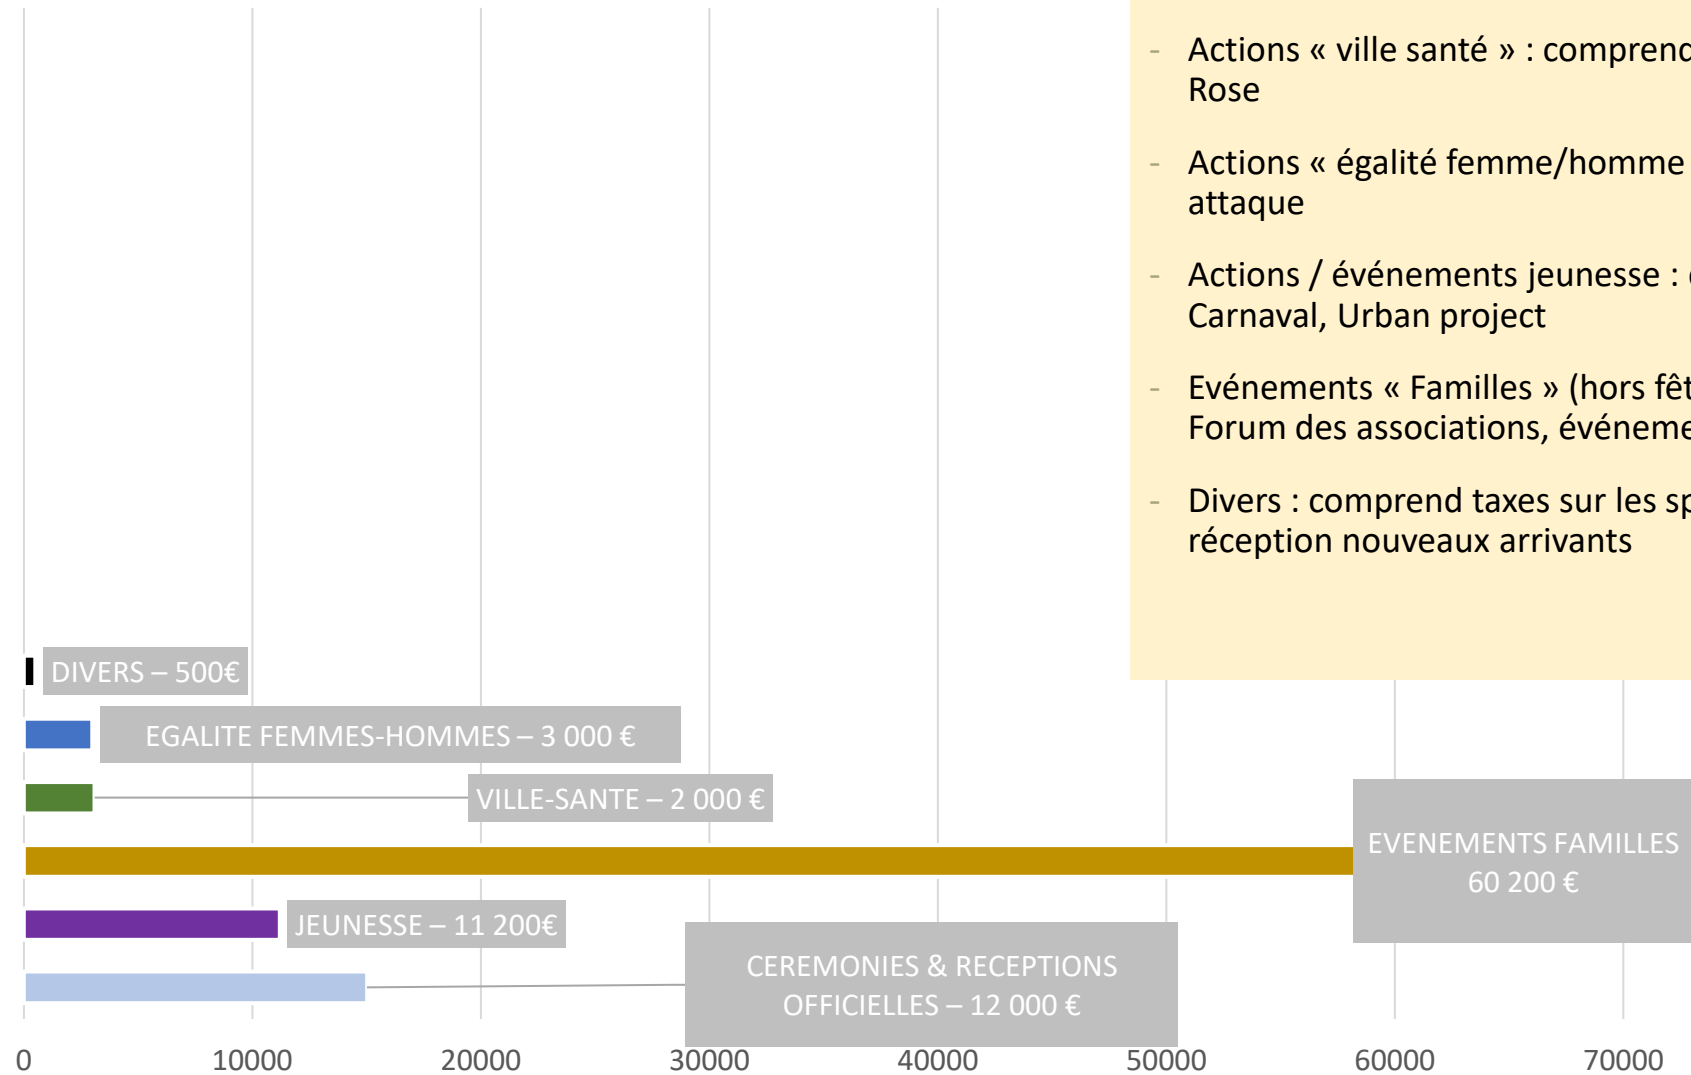 - Actions « ville santé » : comprend
Rose
- Actions « égalité femme/homme
attaque
- Actions / événements jeunesse :
Carnaval, Urban project
- Evénements « Familles » (hors
Forum des associations,
- Divers : comprend taxes sur les
réception nouveaux arrivants
DIVERS – 500€
EGALITE FEMMES-HOMMES – 3 000 €
VILLE-SANTE – 2 000 €
EVENEMENTS FAMILLES
60 200 €
JEUNESSE – 11 200€
CEREMONIES & RECEPTIONS
OFFICIELLES – 12 000 €
0 10000 20000 30000 40000 50000 60000 70000